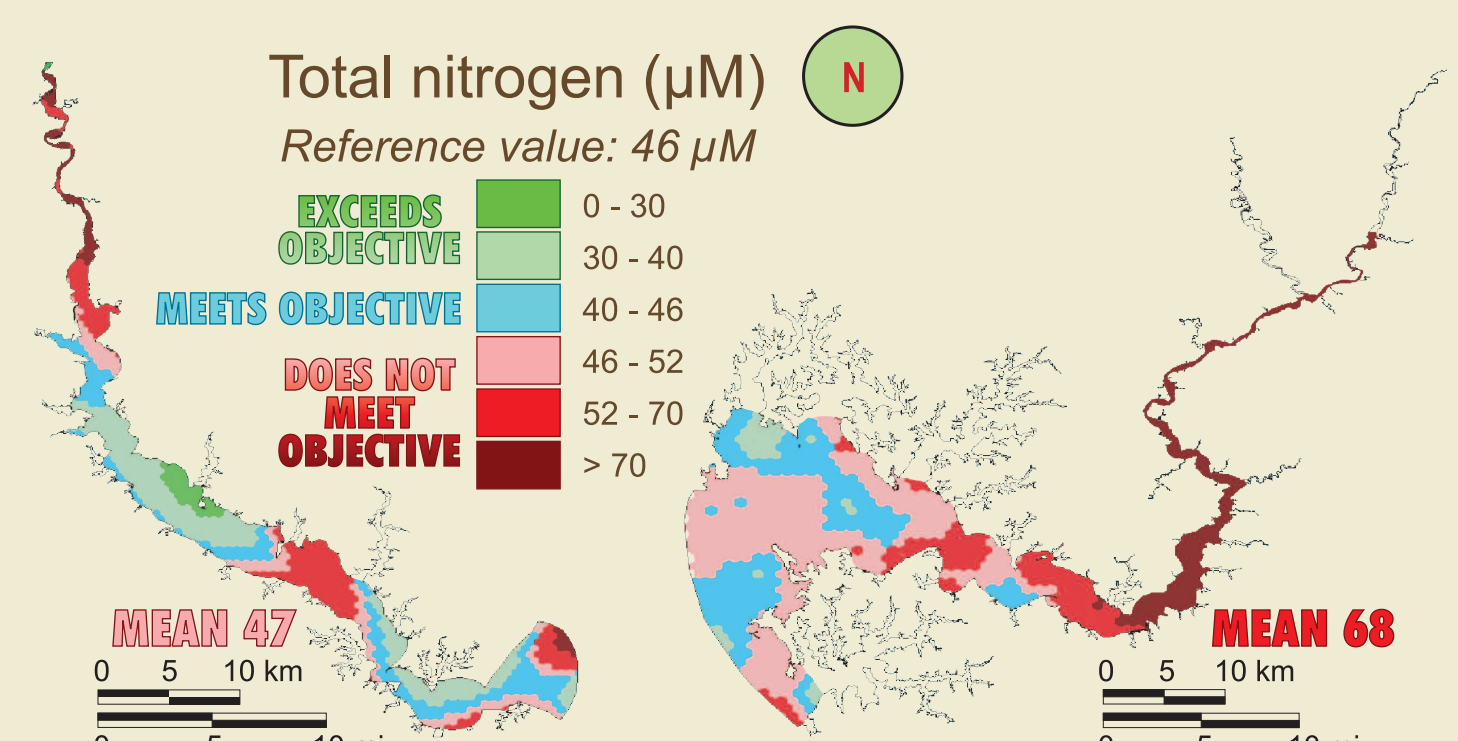 Total nitrogen (µM)
N
Reference value: 46 µM
EXCEEDS
OBJECTIVE
0 - 30
30 - 40
MEETS OBJECTIVE
40 - 46
DOES NOT
MEET
OBJECTIVE
46 - 52
52 - 70
> 70
MEAN 47
0 5 10 km
MEAN 68
0 5 10 km